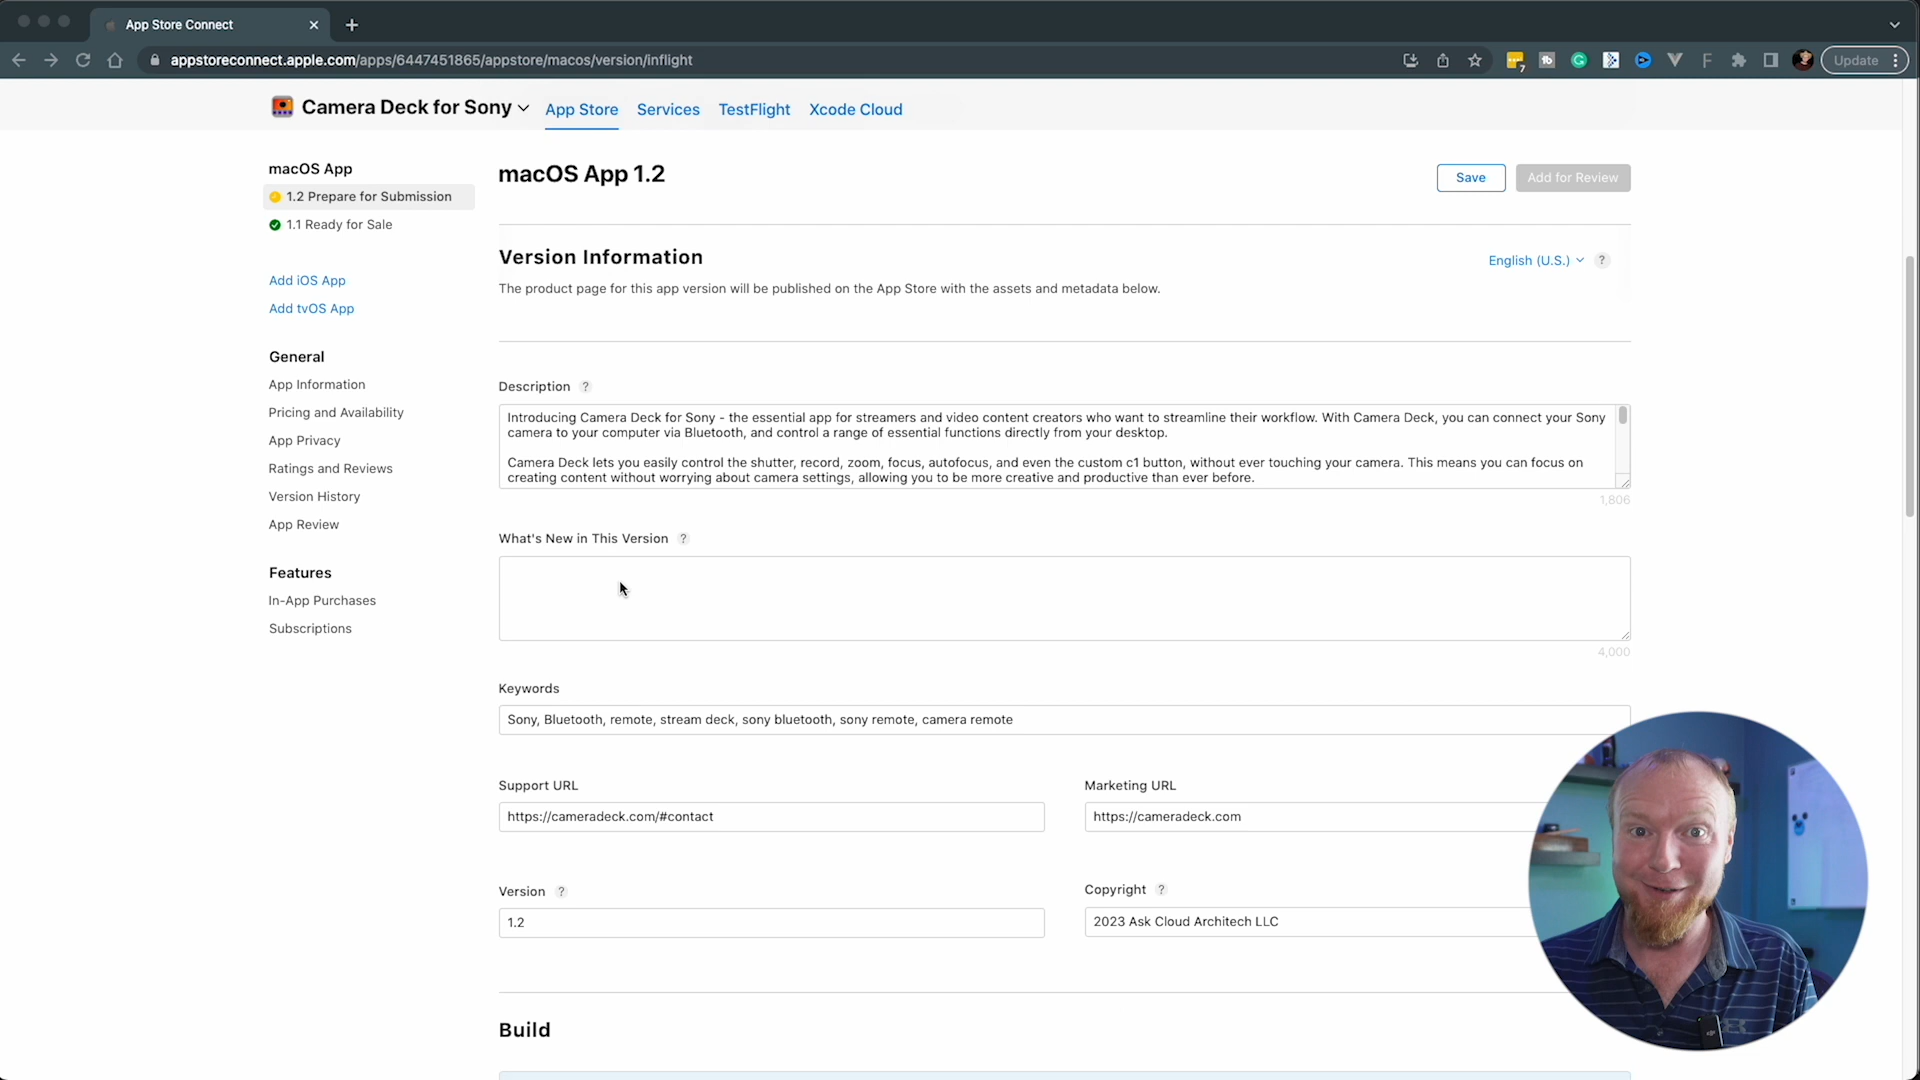 App Store Connect
appstoreconnect.apple.com/apps/6447451865/appstore/macos/version/inflight
7
F
Update
Camera Deck for Sony
App Store
Services
TestFlight
Xcode Cloud
macOS App
1.2 Prepare for Submission
1.1 Ready for Sale
Add iOS App
Add tvOS App
General
App Information
Pricing and Availability
App Privacy
Ratings and Reviews
Version History
App Review
Features
In-App Purchases
Subscriptions
macOS App 1.2
Save
Add for Review
Version Information
English (U.S.)
?
The product page for this app version will be published on the App Store with the assets and metadata below.
Description ?
Introducing Camera Deck for Sony - the essential app for streamers and video content creators who want to streamline their workflow. With Camera Deck, you can connect your Sony
camera to your computer via Bluetooth, and control a range of essential functions directly from your desktop.
Camera Deck lets you easily control the shutter, record, zoom, focus, autofocus, and even the custom c1 button, without ever touching your camera. This means you can focus on
creating content without worrying about camera settings, allowing you to be more creative and productive than ever before.
1,806
What's New in This Version ?
4,000
Keywords
Sony, Bluetooth, remote, stream deck, sony bluetooth, sony remote, camera remote
Support URL
https://cameradeck.com/#contact
Marketing URL
https://cameradeck.com
Version ?
1.2
Copyright ?
2023 Ask Cloud Architech LLC
Build